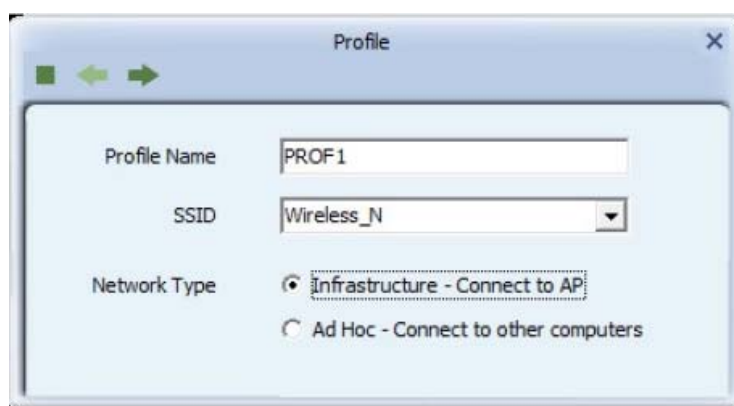 Profile
Profile Name PROF1
SSID Wireless_N
Network Type Infrastructure - Connect to AP
Ad Hoc - Connect to other computers